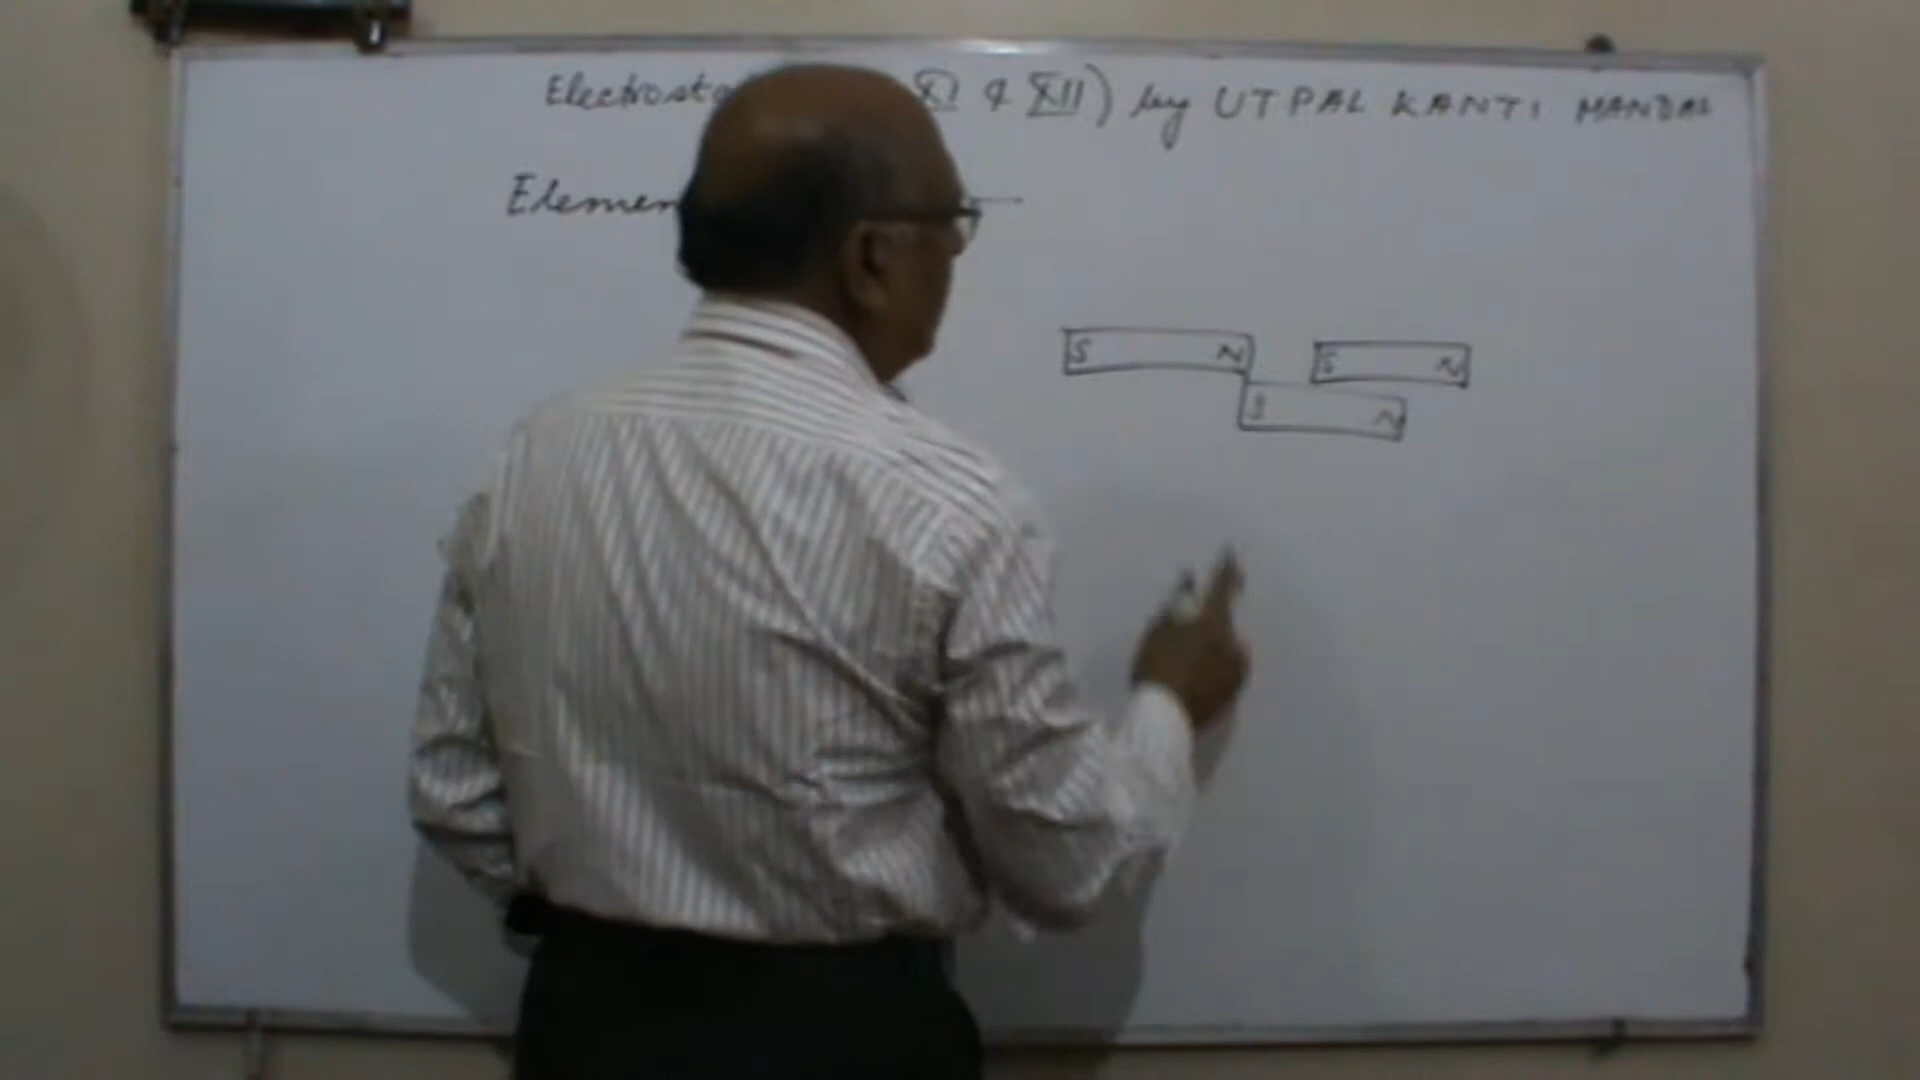 Electrosta XI & XII) by UTPAL KANTI MANDAL
Elemen
S N S N
S N